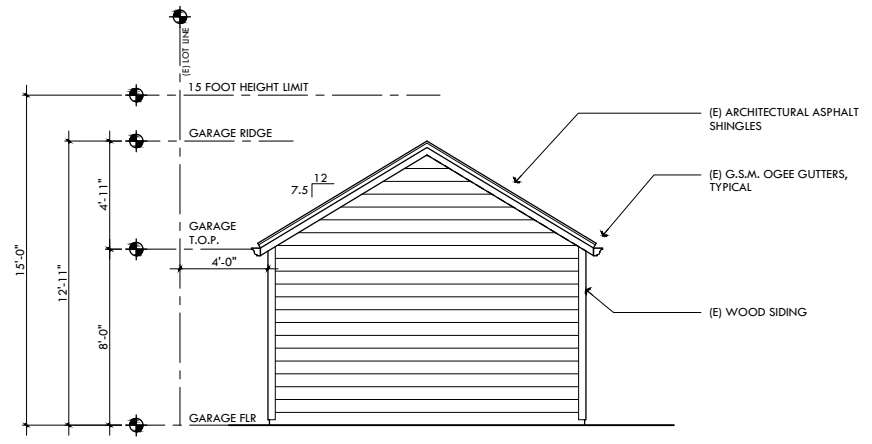 (E) LOT LINE
15 FOOT HEIGHT LIMIT
(E) ARCHITECTURAL ASPHALT
SHINGLES
GARAGE RIDGE
12
7.5
(E) G.S.M. OGEE GUTTERS,
TYPICAL
4'-11"
GARAGE
T.O.P.
4'-0"
15'-0"
12'-11"
8'-0"
(E) WOOD SIDING
GARAGE FLR